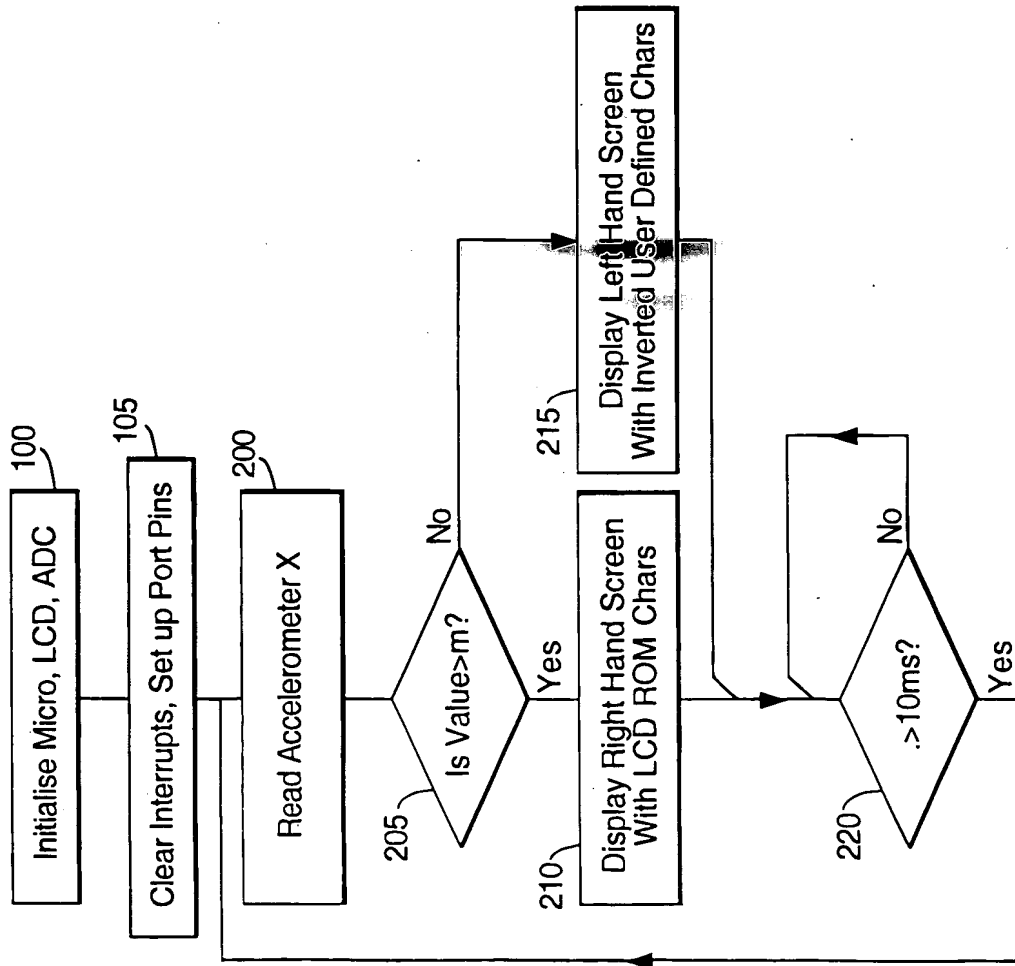 100
Initialise Micro, LCD, ADC
105
Clear Interrupts, Set up Port Pins
200
Read Accelerometer X
205
Is Value>m?
No
Yes
210
Display Right Hand Screen
With LCD ROM Chars
215
Display Left Hand Screen
With Inverted User Defined Chars
220
.>10ms?
No
Yes